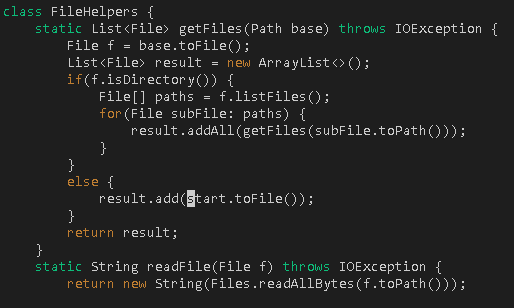 class FileHelpers {
    static List<File> getFiles(Path base) throws IOException {
        File f = base.toFile();
        List<File> result = new ArrayList<>();
        if(f.isDirectory()) {
            File[] paths = f.listFiles();
            for(File subFile: paths) {
                result.addAll(getFiles(subFile.toPath()));
            }
        }
        else {
            result.add(start.toFile());
        }
        return result;
    }
    static String readFile(File f) throws IOException {
        return new String(Files.readAllBytes(f.toPath()));